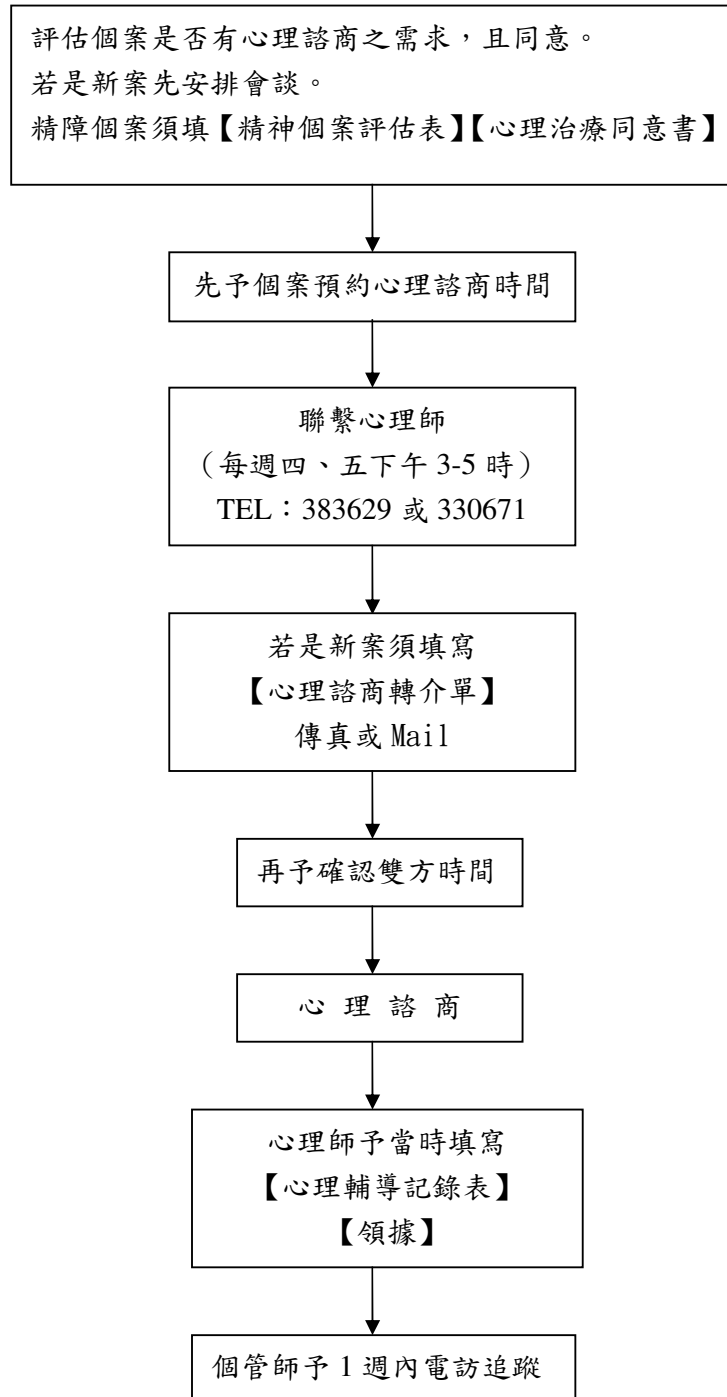 評估個案是否有心理諮商之需求，且同意。
若是新案先安排會談。
精障個案須填【精神個案評估表】【心理治療同意書】
先予個案預約心理諮商時間
聯繫心理師
（每週四、五下午 3-5 時）
TEL：383629 或 330671
若是新案須填寫
【心理諮商轉介單】
傳真或 Mail
再予確認雙方時間
心 理 諮 商
心理師予當時填寫
【心理輔導記錄表】
【領據】
個管師予 1 週內電訪追蹤